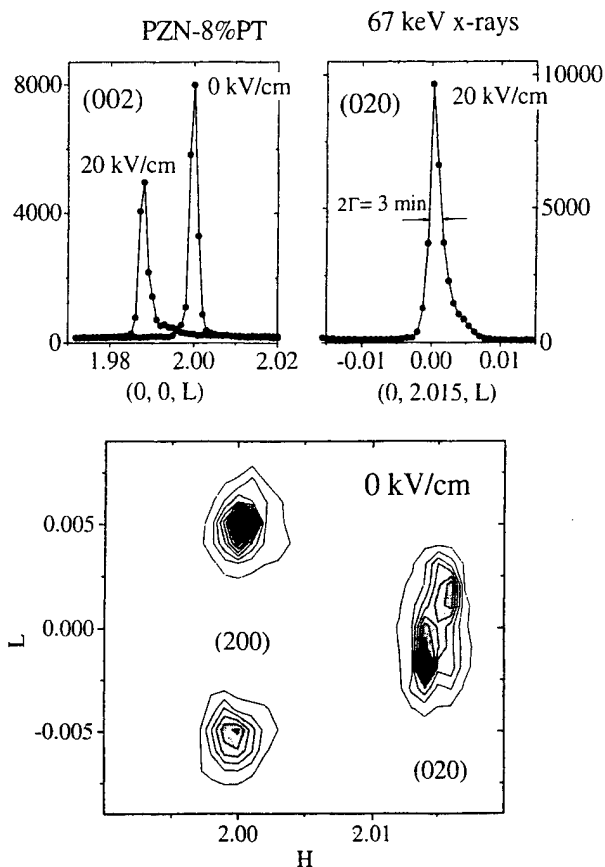 PZN-8%PT
67 keV x-rays
8000
4000
0
(002)
0 kV/cm
20 kV/cm
1.98
2.00
2.02
(0, 0, L)
(020)
20 kV/cm
2Γ= 3 min
10000
5000
0
-0.01
0.00
0.01
(0, 2.015, L)
0 kV/cm
0.005
0.000
-0.005
L
(200)
(020)
2.00
2.01
H